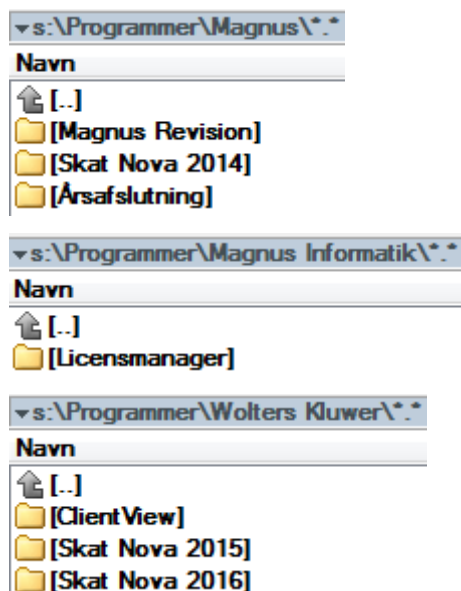 s:\Programmer\Magnus\*.*
Navn
[..]
[Magnus Revision]
[Skat Nova 2014]
[Årsafslutning]
s:\Programmer\Magnus Informatik\*.*
Navn
[..]
[Licensmanager]
s:\Programmer\Wolters Kluwer\*.*
Navn
[..]
[ClientView]
[Skat Nova 2015]
[Skat Nova 2016]